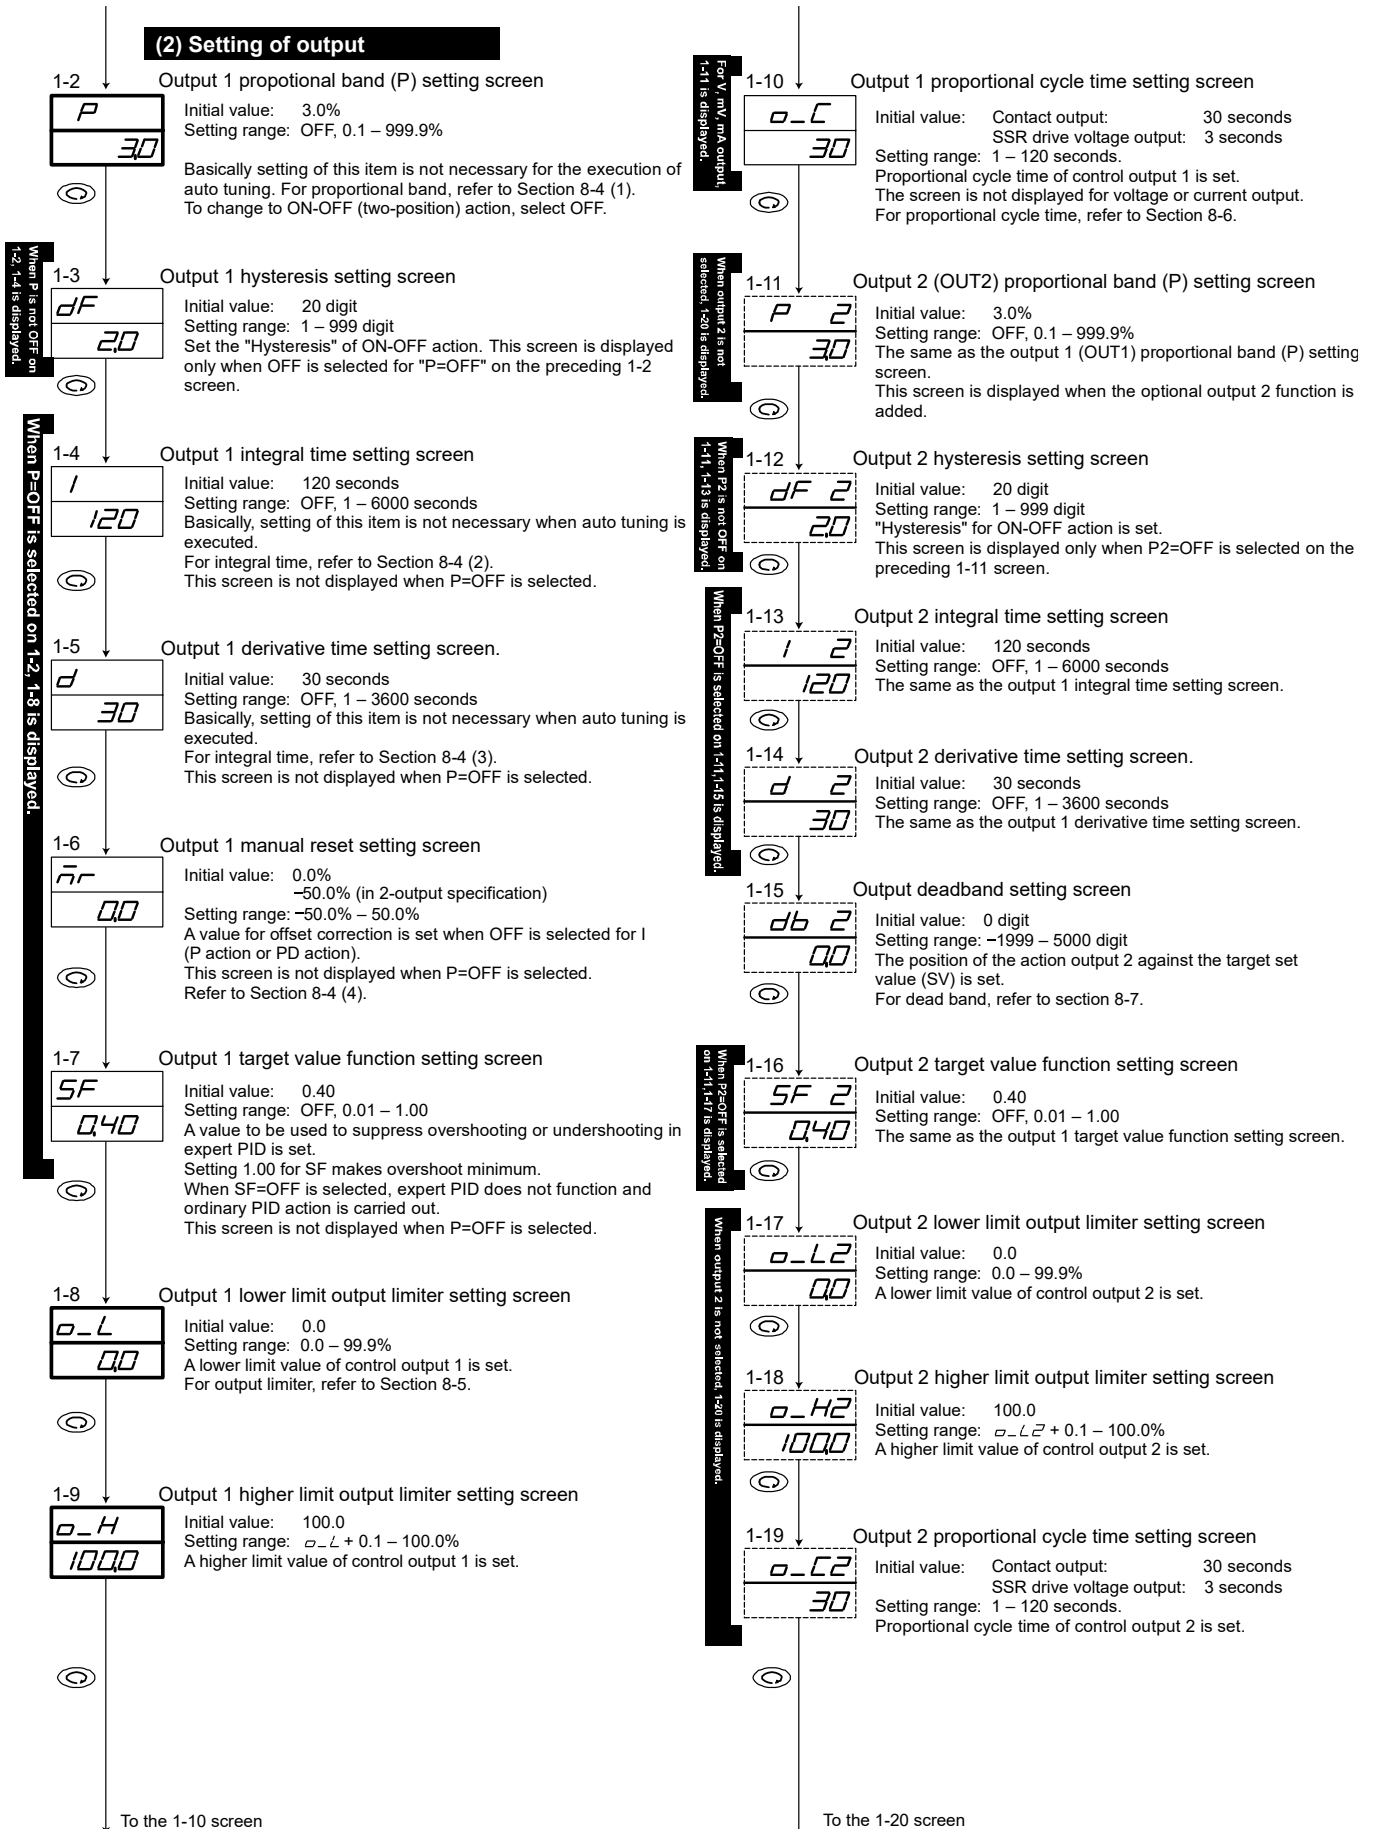 (2) Setting of output
1-2
Output 1 propotional band (P) setting screen
P
3.0
Initial value: 3.0%
Setting range: OFF, 0.1 – 999.9%
Basically setting of this item is not necessary for the execution of
auto tuning. For proportional band, refer to Section 8-4 (1).
To change to ON-OFF (two-position) action, select OFF.
When P is not OFF on
1-2, 1-4 is displayed.
1-3
Output 1 hysteresis setting screen
dF
2.0
Initial value: 20 digit
Setting range: 1 – 999 digit
Set the "Hysteresis" of ON-OFF action. This screen is displayed
only when OFF is selected for "P=OFF" on the preceding 1-2
screen.
When P=OFF is selected on 1-2, 1-8 is displayed.
1-4
Output 1 integral time setting screen
I
120
Initial value: 120 seconds
Setting range: OFF, 1 – 6000 seconds
Basically, setting of this item is not necessary when auto tuning is
executed.
For integral time, refer to Section 8-4 (2).
This screen is not displayed when P=OFF is selected.
1-5
Output 1 derivative time setting screen.
d
30
Initial value: 30 seconds
Setting range: OFF, 1 – 3600 seconds
Basically, setting of this item is not necessary when auto tuning is
executed.
For integral time, refer to Section 8-4 (3).
This screen is not displayed when P=OFF is selected.
1-6
Output 1 manual reset setting screen
0.0
Initial value: 0.0%
–50.0% (in 2-output specification)
Setting range: –50.0% – 50.0%
A value for offset correction is set when OFF is selected for I
(P action or PD action).
This screen is not displayed when P=OFF is selected.
Refer to Section 8-4 (4).
1-7
Output 1 target value function setting screen
SF
0.40
Initial value: 0.40
Setting range: OFF, 0.01 – 1.00
A value to be used to suppress overshooting or undershooting in
expert PID is set.
Setting 1.00 for SF makes overshoot minimum.
When SF=OFF is selected, expert PID does not function and
ordinary PID action is carried out.
This screen is not displayed when P=OFF is selected.
1-8
Output 1 lower limit output limiter setting screen
o_L
0.0
Initial value: 0.0
Setting range: 0.0 – 99.9%
A lower limit value of control output 1 is set.
For output limiter, refer to Section 8-5.
1-9
Output 1 higher limit output limiter setting screen
o_H
100.0
Initial value: 100.0
Setting range: o_L + 0.1 – 100.0%
A higher limit value of control output 1 is set.
To the 1-10 screen
For V, mV, mA output,
1-11 is displayed.
1-10
Output 1 proportional cycle time setting screen
o_C
30
Initial value: Contact output: 30 seconds
SSR drive voltage output: 3 seconds
Setting range: 1 – 120 seconds.
Proportional cycle time of control output 1 is set.
The screen is not displayed for voltage or current output.
For proportional cycle time, refer to Section 8-6.
When output 2 is not
selected, 1-20 is displayed.
1-11
Output 2 (OUT2) proportional band (P) setting screen
P 2
3.0
Initial value: 3.0%
Setting range: OFF, 0.1 – 999.9%
The same as the output 1 (OUT1) proportional band (P) setting
screen.
This screen is displayed when the optional output 2 function is
added.
When P2 is not OFF on
1-11, 1-13 is displayed.
1-12
Output 2 hysteresis setting screen
dF 2
2.0
Initial value: 20 digit
Setting range: 1 – 999 digit
"Hysteresis" for ON-OFF action is set.
This screen is displayed only when P2=OFF is selected on the
preceding 1-11 screen.
When P2=OFF is selected on 1-11,1-15 is displayed.
1-13
Output 2 integral time setting screen
I 2
120
Initial value: 120 seconds
Setting range: OFF, 1 – 6000 seconds
The same as the output 1 integral time setting screen.
1-14
Output 2 derivative time setting screen.
d 2
30
Initial value: 30 seconds
Setting range: OFF, 1 – 3600 seconds
The same as the output 1 derivative time setting screen.
1-15
Output deadband setting screen
db 2
0.0
Initial value: 0 digit
Setting range: –1999 – 5000 digit
The position of the action output 2 against the target set
value (SV) is set.
For dead band, refer to section 8-7.
When P2=OFF is selected
on 1-11,1-17 is displayed.
1-16
Output 2 target value function setting screen
SF 2
0.40
Initial value: 0.40
Setting range: OFF, 0.01 – 1.00
The same as the output 1 target value function setting screen.
When output 2 is not selected, 1-20 is displayed.
1-17
Output 2 lower limit output limiter setting screen
o_L2
0.0
Initial value: 0.0
Setting range: 0.0 – 99.9%
A lower limit value of control output 2 is set.
1-18
Output 2 higher limit output limiter setting screen
o_H2
100.0
Initial value: 100.0
Setting range: o_L2 + 0.1 – 100.0%
A higher limit value of control output 2 is set.
1-19
Output 2 proportional cycle time setting screen
o_C2
30
Initial value: Contact output: 30 seconds
SSR drive voltage output: 3 seconds
Setting range: 1 – 120 seconds.
Proportional cycle time of control output 2 is set.
To the 1-20 screen